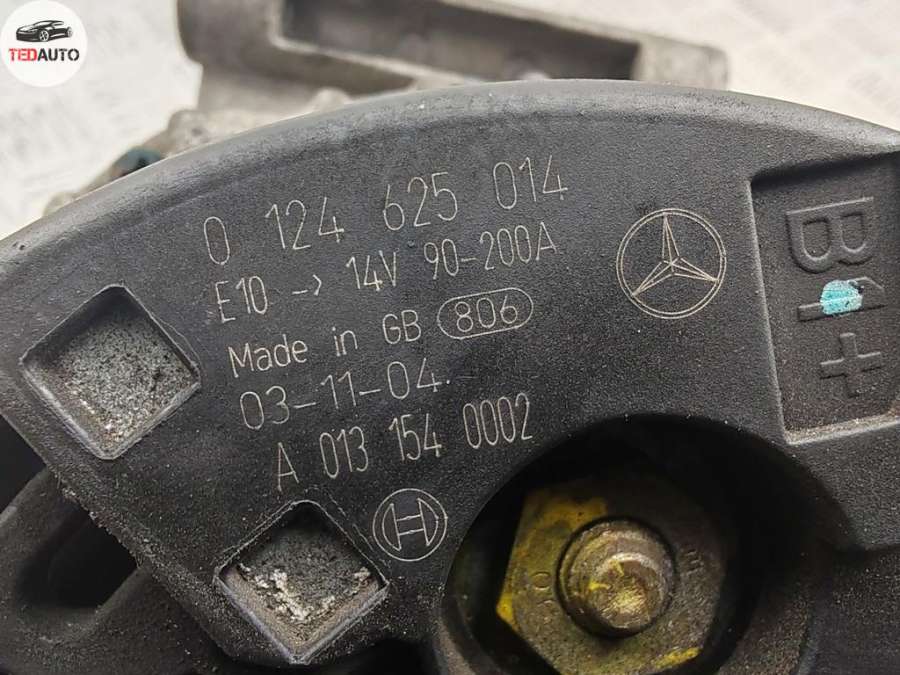 TEDAUTO
0 124 625 014
E10 -> 14V 90-200A
Made in GB 806
03-11-04.
A 013 154 0002
H
B1+